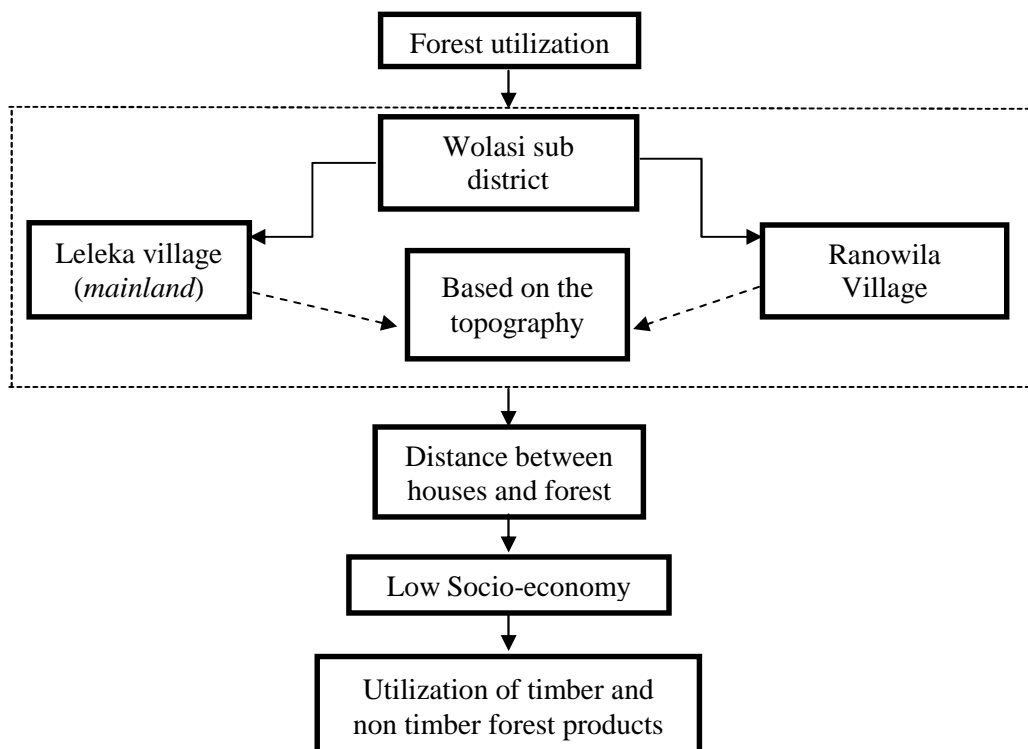 Forest utilization
Wolasi sub
district
Leleka village
(mainland)
Based on the
topography
Ranowila
Village
Distance between
houses and forest
Low Socio-economy
Utilization of timber and
non timber forest products